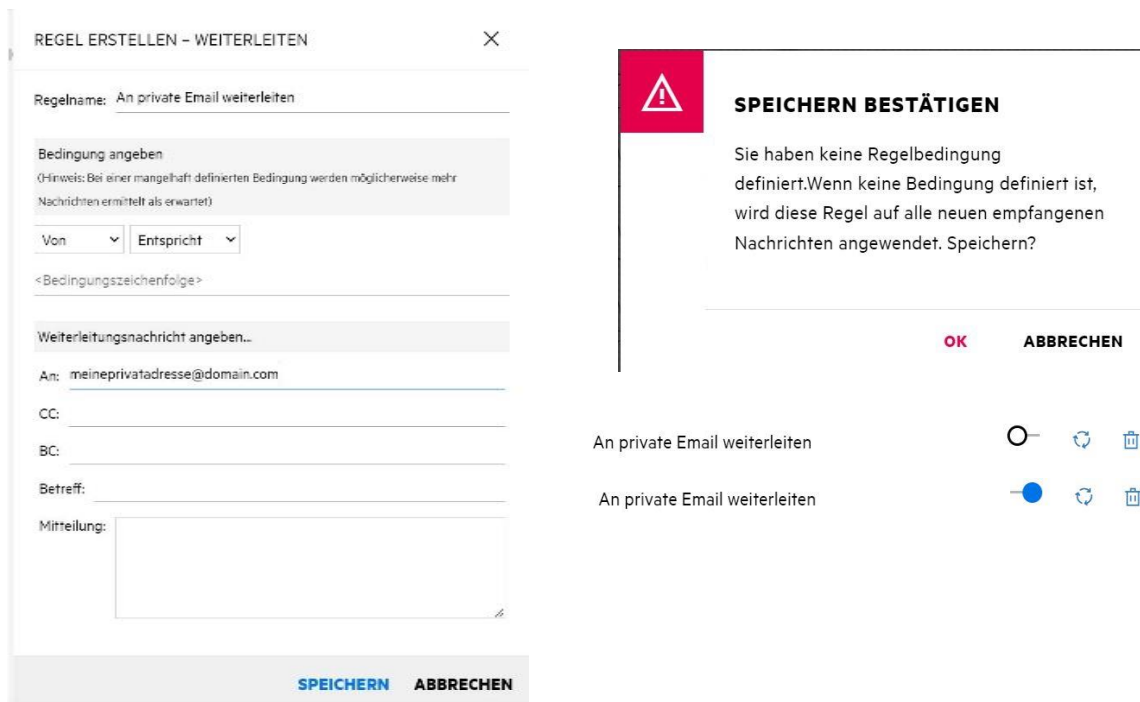 REGEL ERSTELLEN – WEITERLEITEN
Regelname: An private Email weiterleiten
Bedingung angeben
(Hinweis: Bei einer mangelhaft definierten Bedingung werden möglicherweise mehr
Nachrichten ermittelt als erwartet)
Von Entspricht
<Bedingungszeichenfolge>
Weiterleitungsnachricht angeben...
An: meineprivatadresse@domain.com
CC:
BC:
Betreff:
Mitteilung:
SPEICHERN ABBRECHEN
SPEICHERN BESTÄTIGEN
Sie haben keine Regelbedingung
definiert.Wenn keine Bedingung definiert ist,
wird diese Regel auf alle neuen empfangenen
Nachrichten angewendet. Speichern?
OK ABBRECHEN
An private Email weiterleiten
An private Email weiterleiten